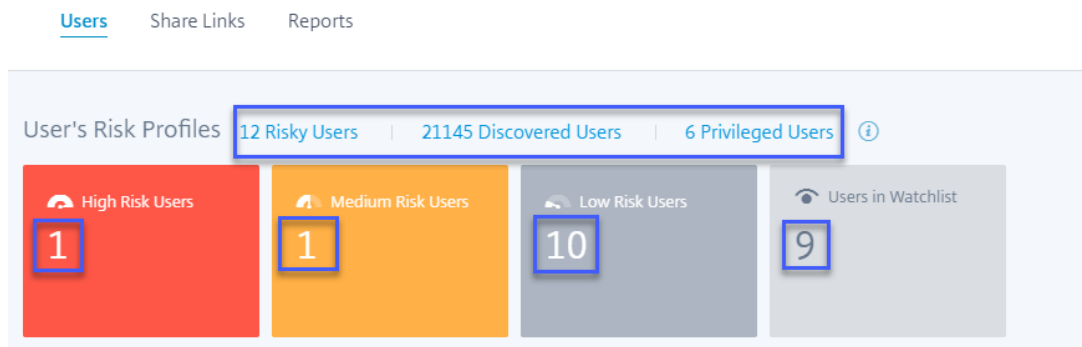 Users Share Links Reports
User's Risk Profiles 12 Risky Users 21145 Discovered Users 6 Privileged Users
High Risk Users
1
Medium Risk Users
1
Low Risk Users
10
Users in Watchlist
9